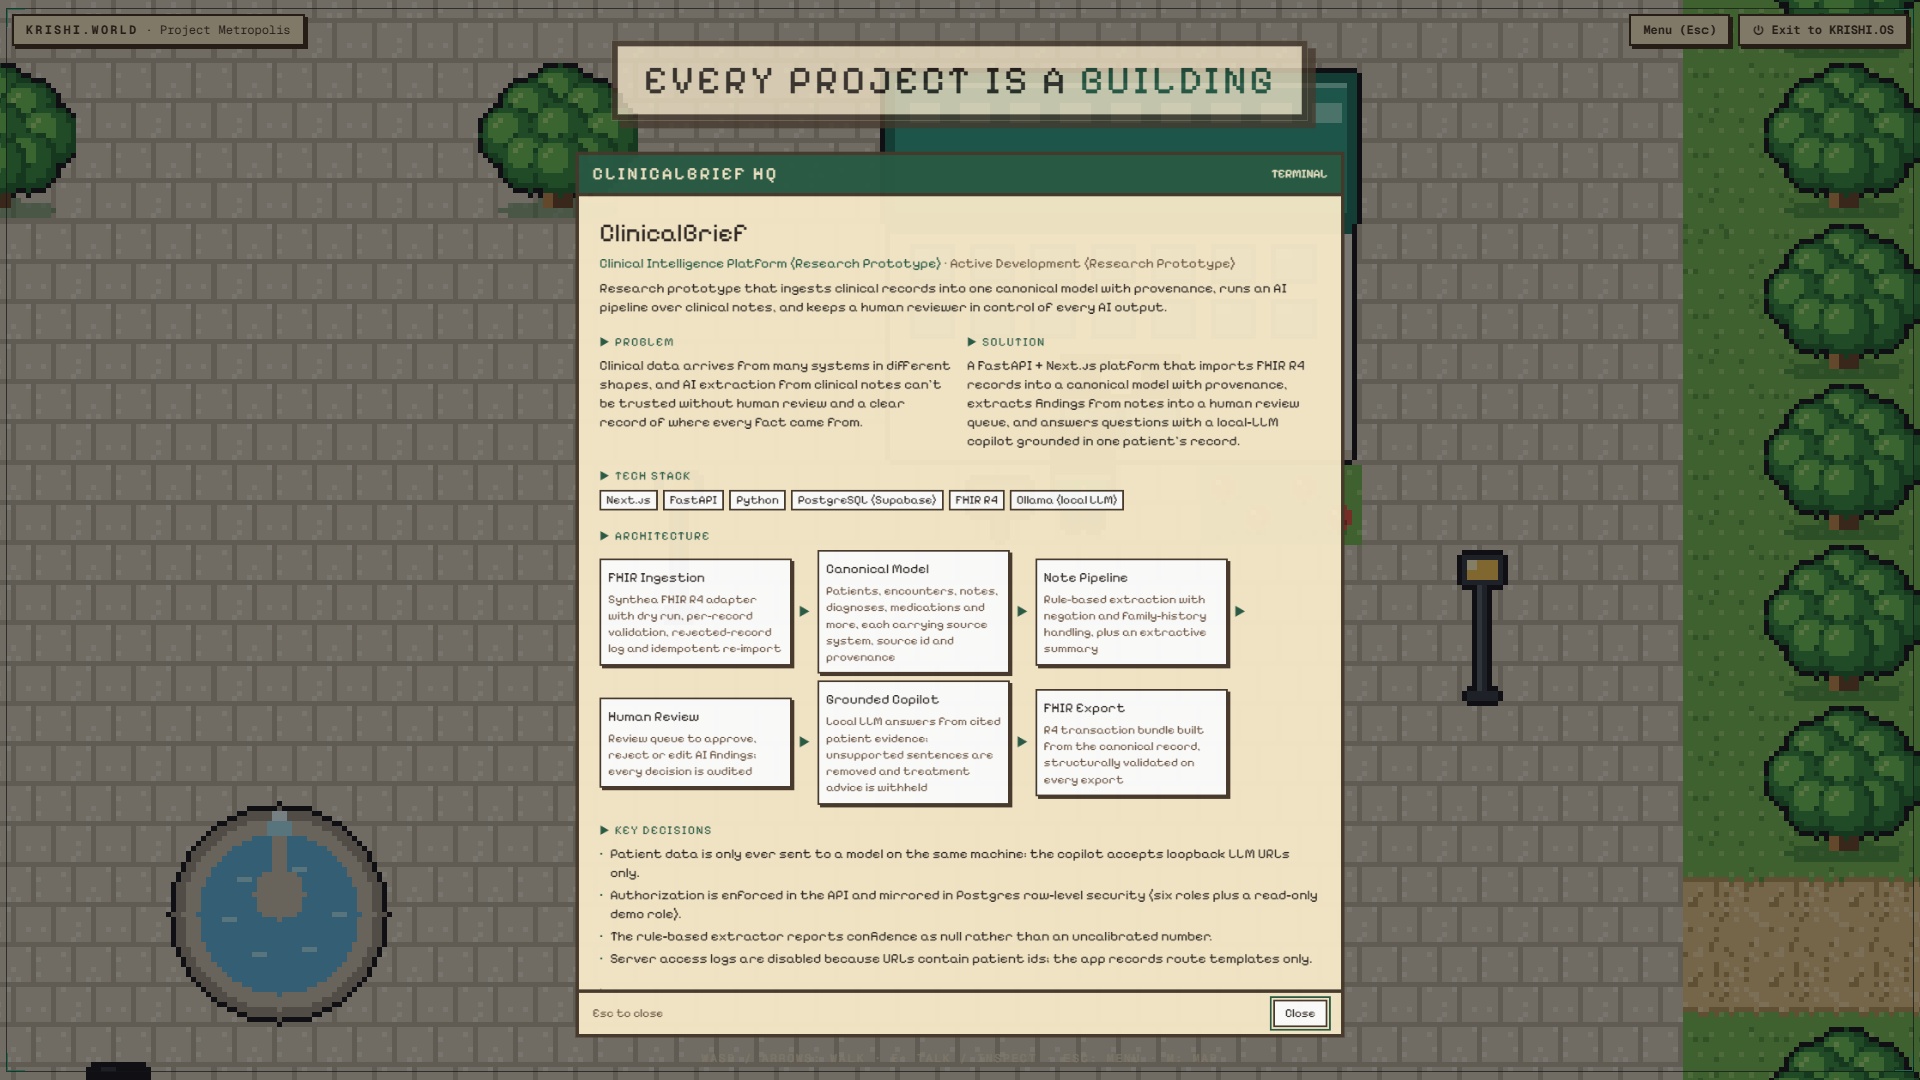 KRISHI.WORLD · Project Metropolis
Menu (Esc)
Exit to KRISHI.OS
EVERY PROJECT IS A BUILDING
CLINICALBRIEF HQ
TERMINAL
ClinicalBrief
Clinical Intelligence Platform (Research Prototype) · Active Development (Research Prototype)
Research prototype that ingests clinical records into one canonical model with provenance, runs an AI
pipeline over clinical notes, and keeps a human reviewer in control of every AI output.
▶ PROBLEM
Clinical data arrives from many systems in different
shapes, and AI extraction from clinical notes can't
be trusted without human review and a clear
record of where every fact came from.
▶ SOLUTION
A FastAPI + Next.js platform that imports FHIR R4
records into a canonical model with provenance,
extracts findings from notes into a human review
queue, and answers questions with a local-LLM
copilot grounded in one patient's record.
▶ TECH STACK
Next.js
FastAPI
Python
PostgreSQL (Supabase)
FHIR R4
Ollama (local LLM)
▶ ARCHITECTURE
FHIR Ingestion
Synthea FHIR R4 adapter
with dry run, per-record
validation, rejected-record
log and idempotent re-import
Canonical Model
Patients, encounters, notes,
diagnoses, medications and
more, each carrying source
system, source id and
provenance
Note Pipeline
Rule-based extraction with
negation and family-history
handling, plus an extractive
summary
Human Review
Review queue to approve,
reject or edit AI findings;
every decision is audited
Grounded Copilot
Local LLM answers from cited
patient evidence;
unsupported sentences are
removed and treatment
advice is withheld
FHIR Export
R4 transaction bundle built
from the canonical record,
structurally validated on
every export
▶ KEY DECISIONS
· Patient data is only ever sent to a model on the same machine: the copilot accepts loopback LLM URLs
only.
· Authorization is enforced in the API and mirrored in Postgres row-level security (six roles plus a read-only
demo role).
· The rule-based extractor reports confidence as null rather than an uncalibrated number.
· Server access logs are disabled because URLs contain patient ids; the app records route templates only.
Esc to close
Close